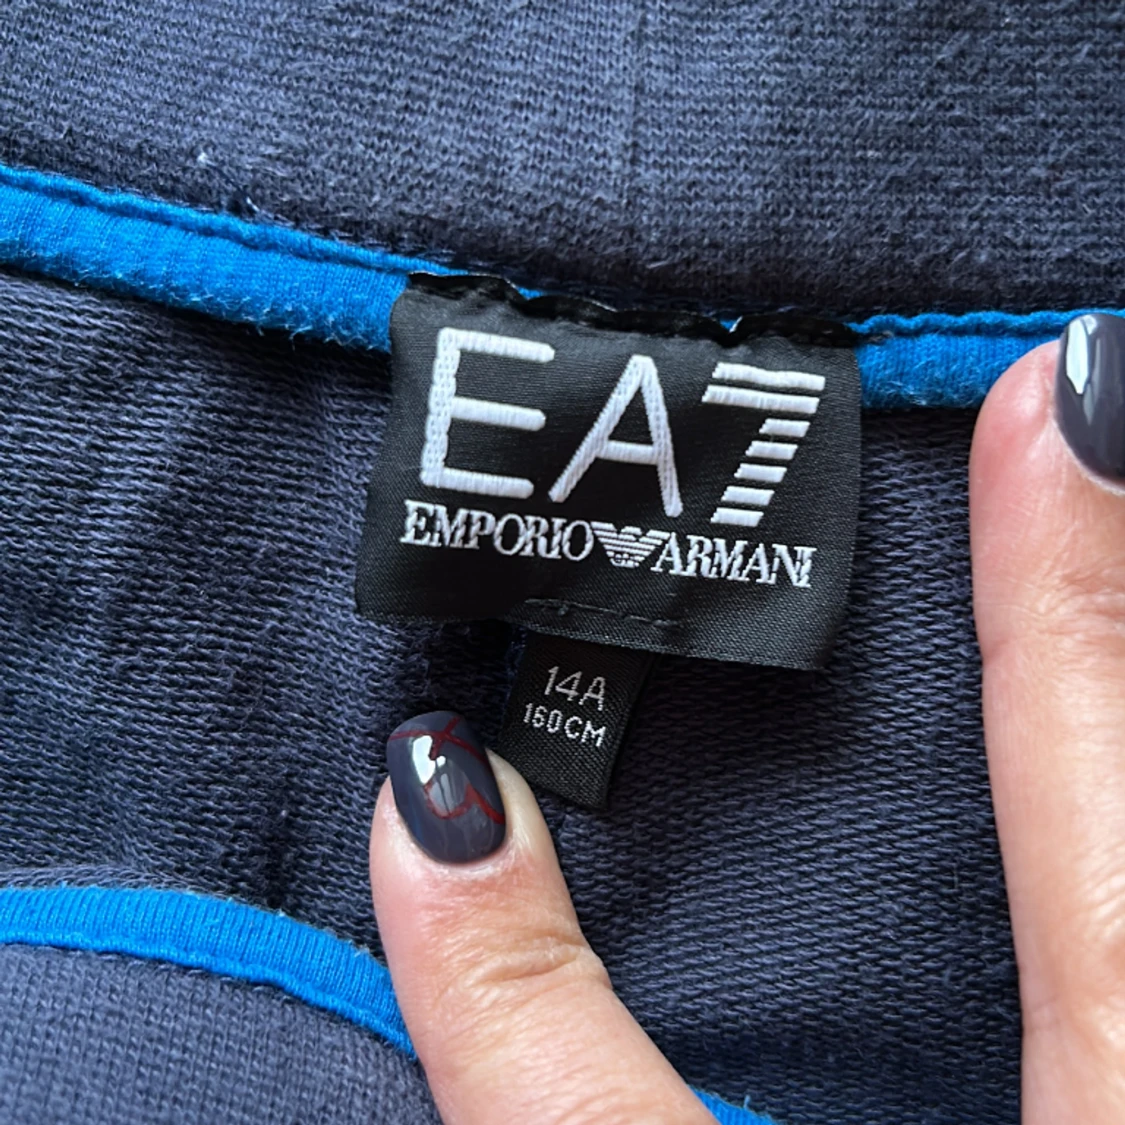 EA7
EMPORIO ARMANI
14A
160CM